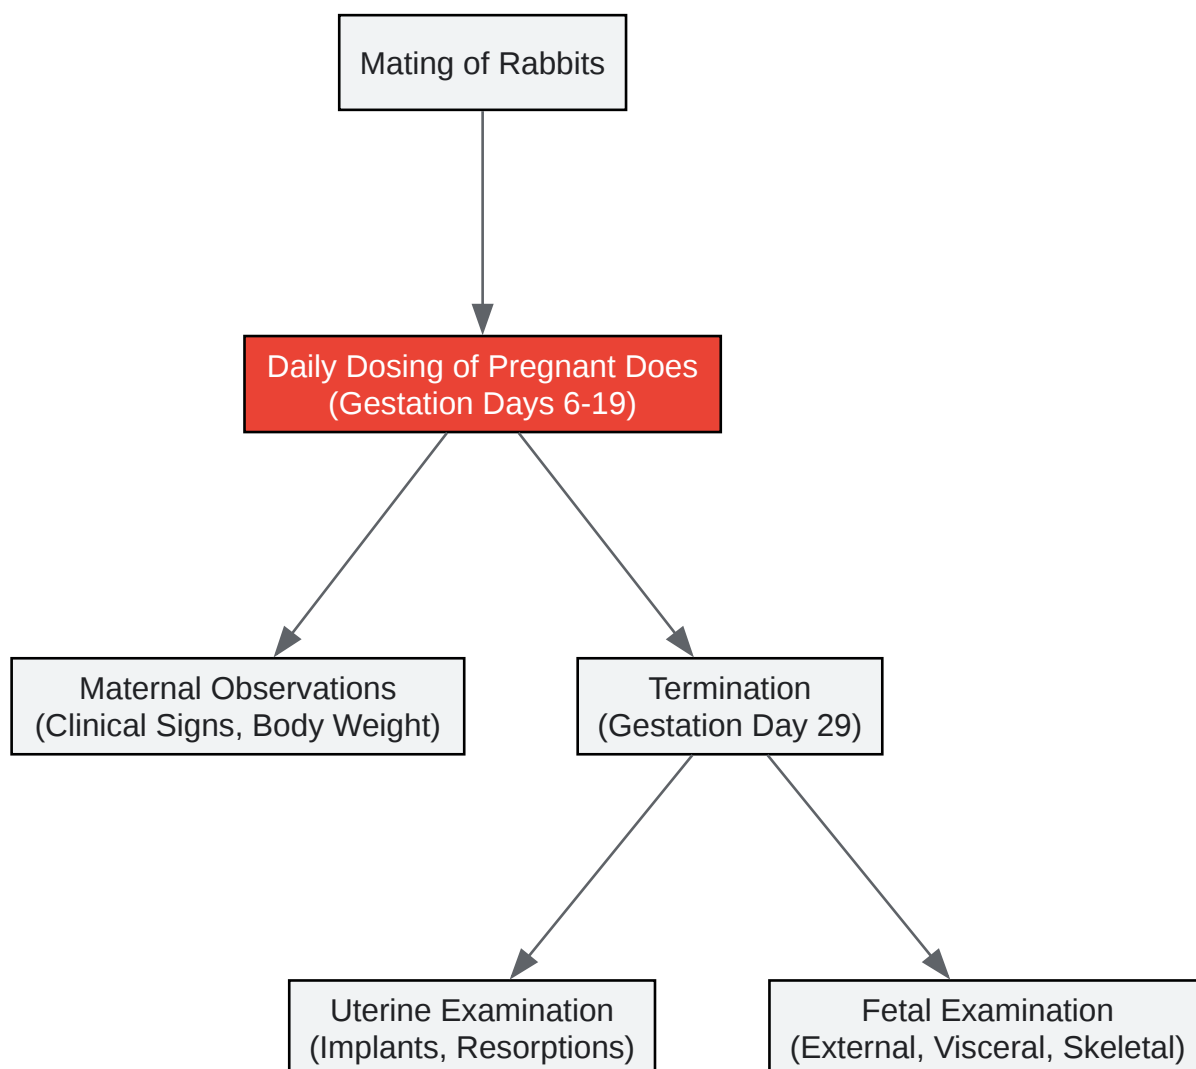 Mating of Rabbits
Daily Dosing of Pregnant Does
(Gestation Days 6-19)
Maternal Observations
(Clinical Signs, Body Weight)
Termination
(Gestation Day 29)
Uterine Examination
(Implants, Resorptions)
Fetal Examination
(External, Visceral, Skeletal)